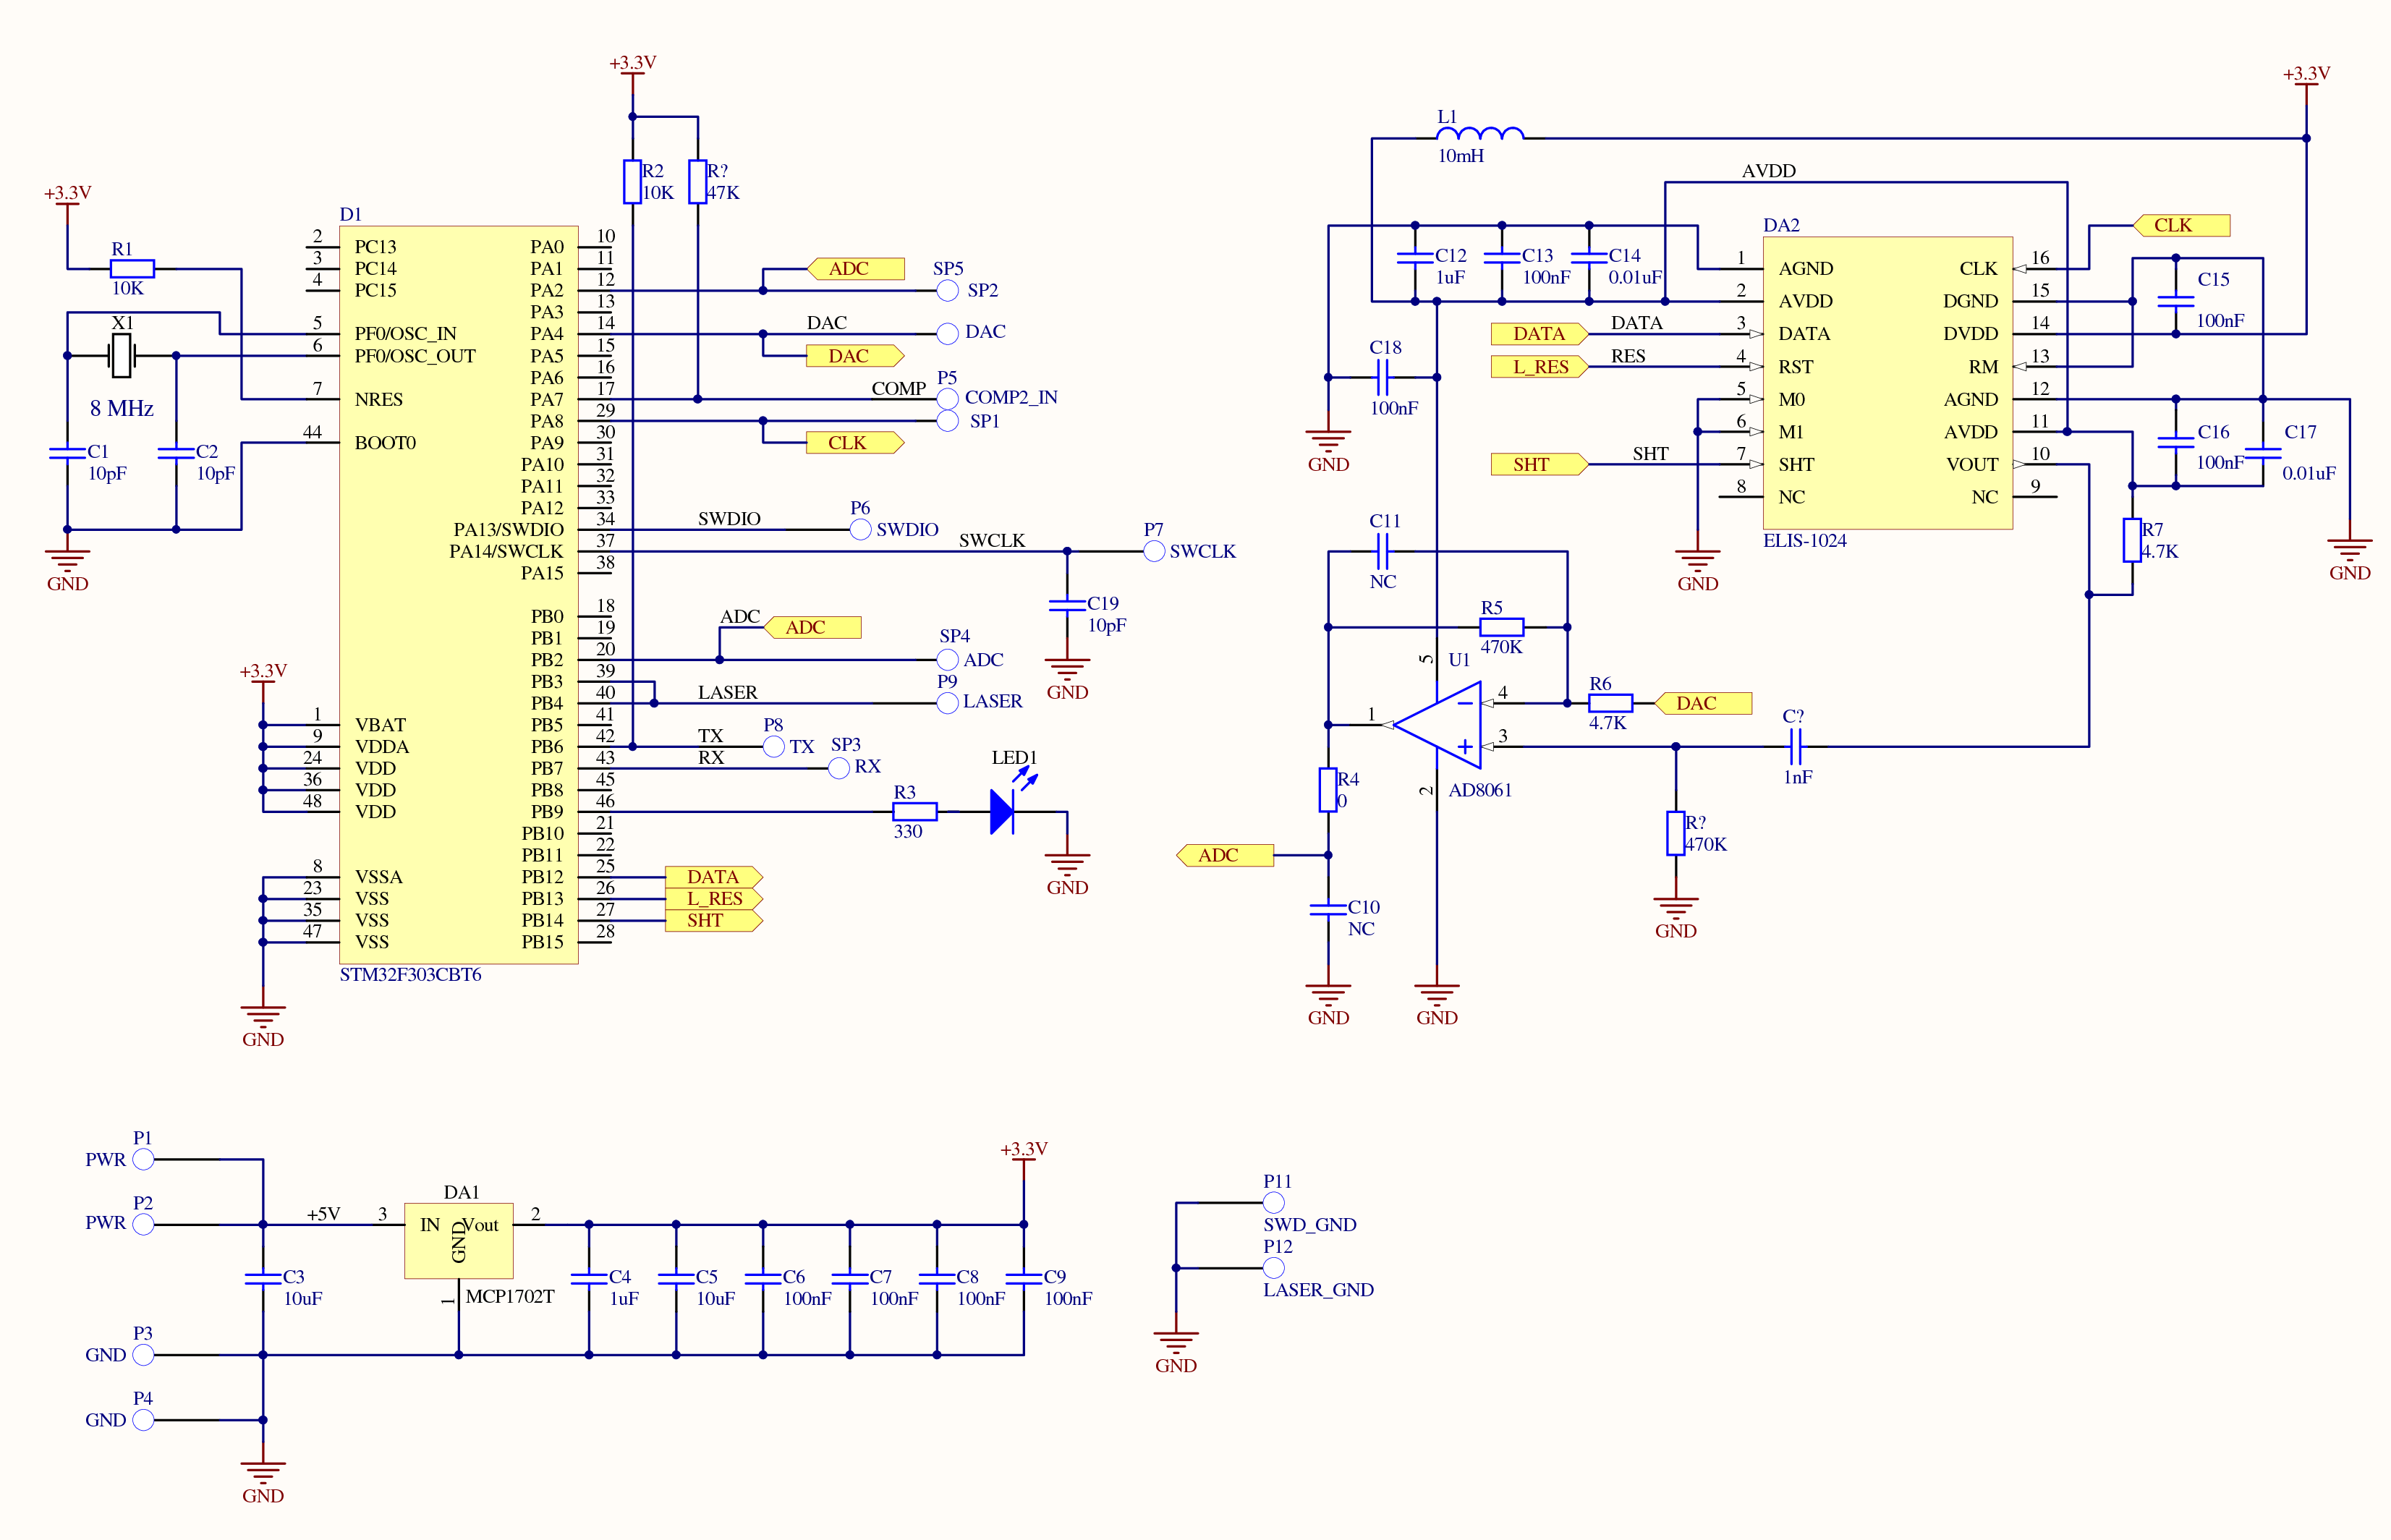 +3.3V
R1
10K
X1
8 MHz
C1
10pF
C2
10pF
GND
D1
2 PC13
3 PC14
4 PC15
5 PF0/OSC_IN
6 PF0/OSC_OUT
7 NRES
44 BOOT0
+3.3V
1 VBAT
9 VDDA
24 VDD
36 VDD
48 VDD
8 VSSA
23 VSS
35 VSS
47 VSS
GND
STM32F303CBT6
PA0 10
PA1 11
PA2 12
PA3 13
PA4 14
PA5 15
PA6 16
PA7 17
PA8 29
PA9 30
PA10 31
PA11 32
PA12 33
PA13/SWDIO 34
PA14/SWCLK 37
PA15 38
PB0 18
PB1 19
PB2 20
PB3 39
PB4 40
PB5 41
PB6 42
PB7 43
PB8 45
PB9 46
PB10 21
PB11 22
PB12 25
PB13 26
PB14 27
PB15 28
+3.3V
R2
10K
R?
47K
ADC
SP5
SP2
DAC
DAC
DAC
COMP
P5
COMP2_IN
SP1
CLK
SWDIO
P6
SWDIO
SWCLK
P7
SWCLK
C19
10pF
GND
ADC
ADC
SP4
ADC
LASER
P9
LASER
TX
P8
TX
RX
SP3
RX
R3
330
LED1
GND
DATA
L_RES
SHT
+3.3V
L1
10mH
AVDD
C12
1uF
C13
100nF
C14
0.01uF
C18
100nF
GND
DATA
DATA
L_RES
RES
SHT
SHT
GND
DA2
1 AGND
2 AVDD
3 DATA
4 RST
5 M0
6 M1
7 SHT
8 NC
CLK 16
DGND 15
DVDD 14
RM 13
AGND 12
AVDD 11
VOUT 10
NC 9
ELIS-1024
CLK
C15
100nF
C16
100nF
C17
0.01uF
R7
4.7K
GND
C11
NC
R5
470K
5
U1
4
3
1
2
AD8061
R6
4.7K
DAC
C?
1nF
R?
470K
GND
R4
0
ADC
C10
NC
GND
GND
P1
PWR
P2
PWR
+5V
P3
GND
P4
GND
GND
C3
10uF
DA1
3 IN
GND
Vout 2
1
MCP1702T
C4
1uF
C5
10uF
C6
100nF
C7
100nF
C8
100nF
C9
100nF
+3.3V
P11
SWD_GND
P12
LASER_GND
GND